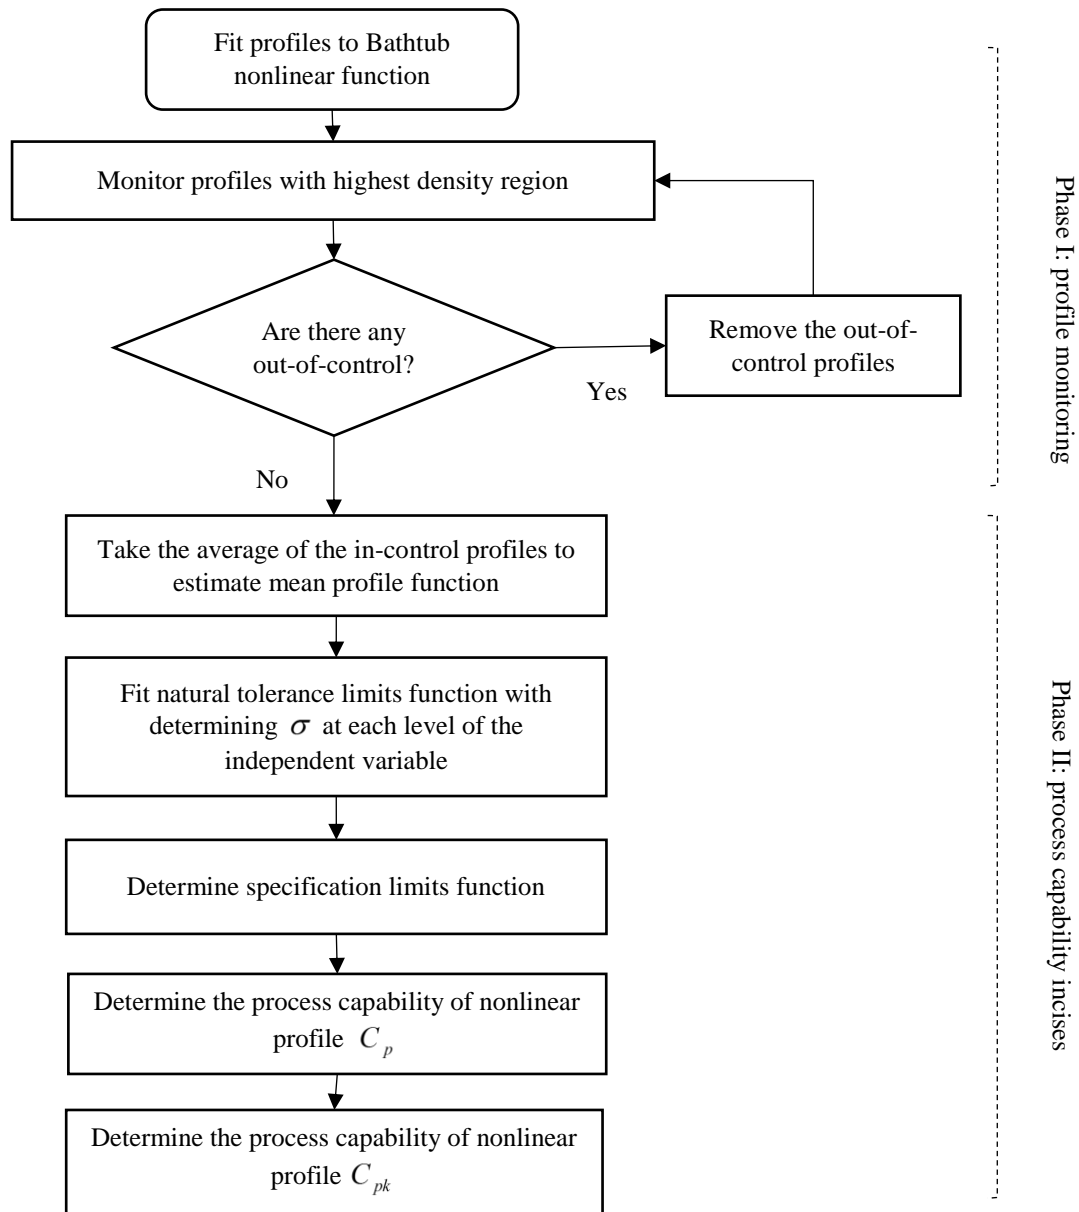 Fit profiles to Bathtub
nonlinear function
Monitor profiles with highest density region
Are there any
out-of-control?
Yes
Remove the out-of-
control profiles
No
Phase I: profile monitoring
Take the average of the in-control profiles to
estimate mean profile function
Fit natural tolerance limits function with
determining σ at each level of the
independent variable
Determine specification limits function
Determine the process capability of nonlinear
profile C_p
Determine the process capability of nonlinear
profile C_pk
Phase II: process capability incises